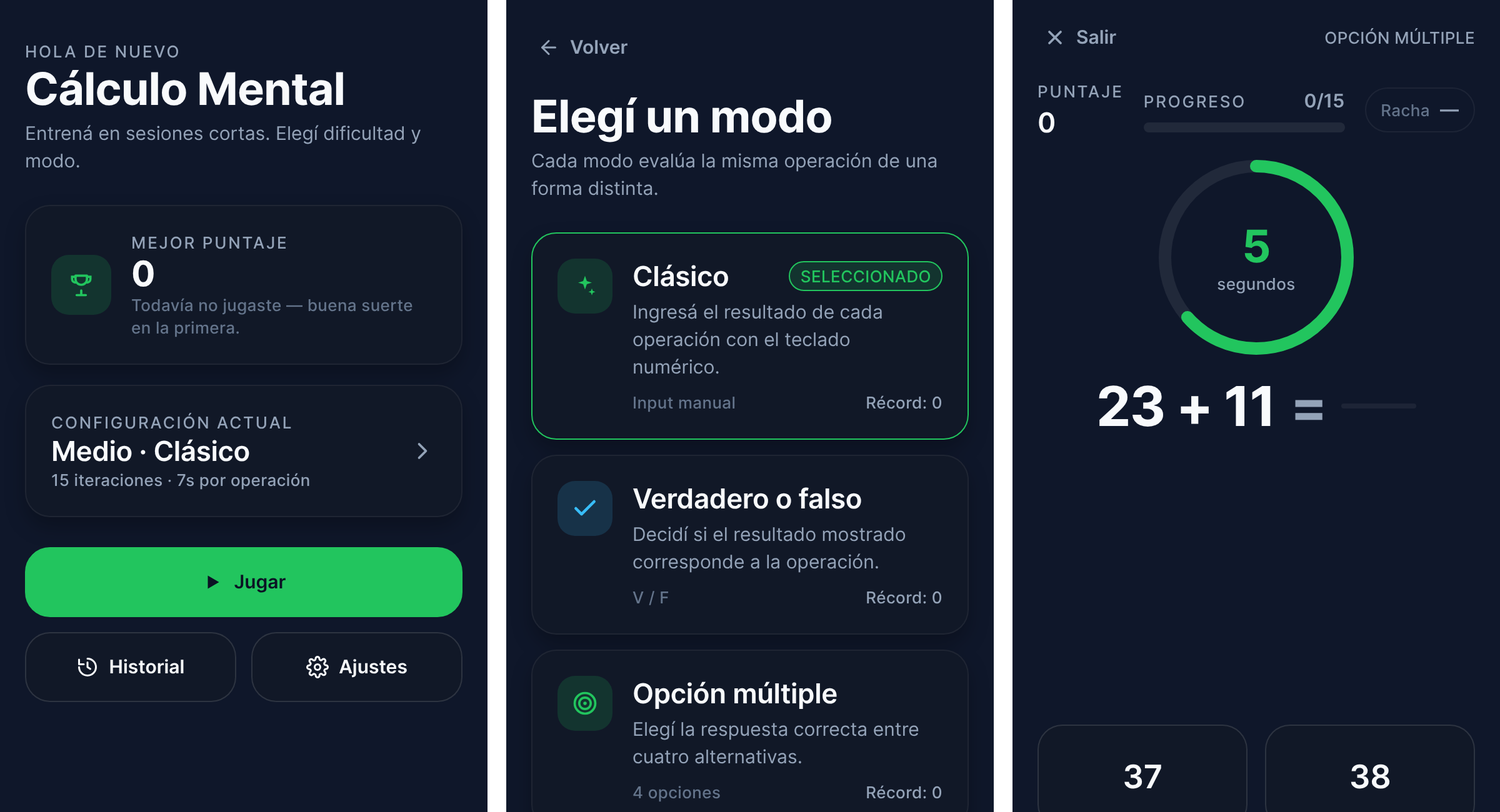 HOLA DE NUEVO
Cálculo Mental
Entrená en sesiones cortas. Elegí dificultad y
modo.
MEJOR PUNTAJE
0
Todavía no jugaste — buena suerte
en la primera.
CONFIGURACIÓN ACTUAL
Medio · Clásico
15 iteraciones · 7s por operación
Jugar
Historial
Ajustes
Volver
Elegí un modo
Cada modo evalúa la misma operación de una
forma distinta.
Clásico
SELECCIONADO
Ingresá el resultado de cada
operación con el teclado
numérico.
Input manual
Récord: 0
Verdadero o falso
Decidí si el resultado mostrado
corresponde a la operación.
V / F
Récord: 0
Opción múltiple
Elegí la respuesta correcta entre
cuatro alternativas.
4 opciones
Récord: 0
Salir
OPCIÓN MÚLTIPLE
PUNTAJE
0
PROGRESO
0/15
Racha —
5
segundos
23 + 11 =
37
38